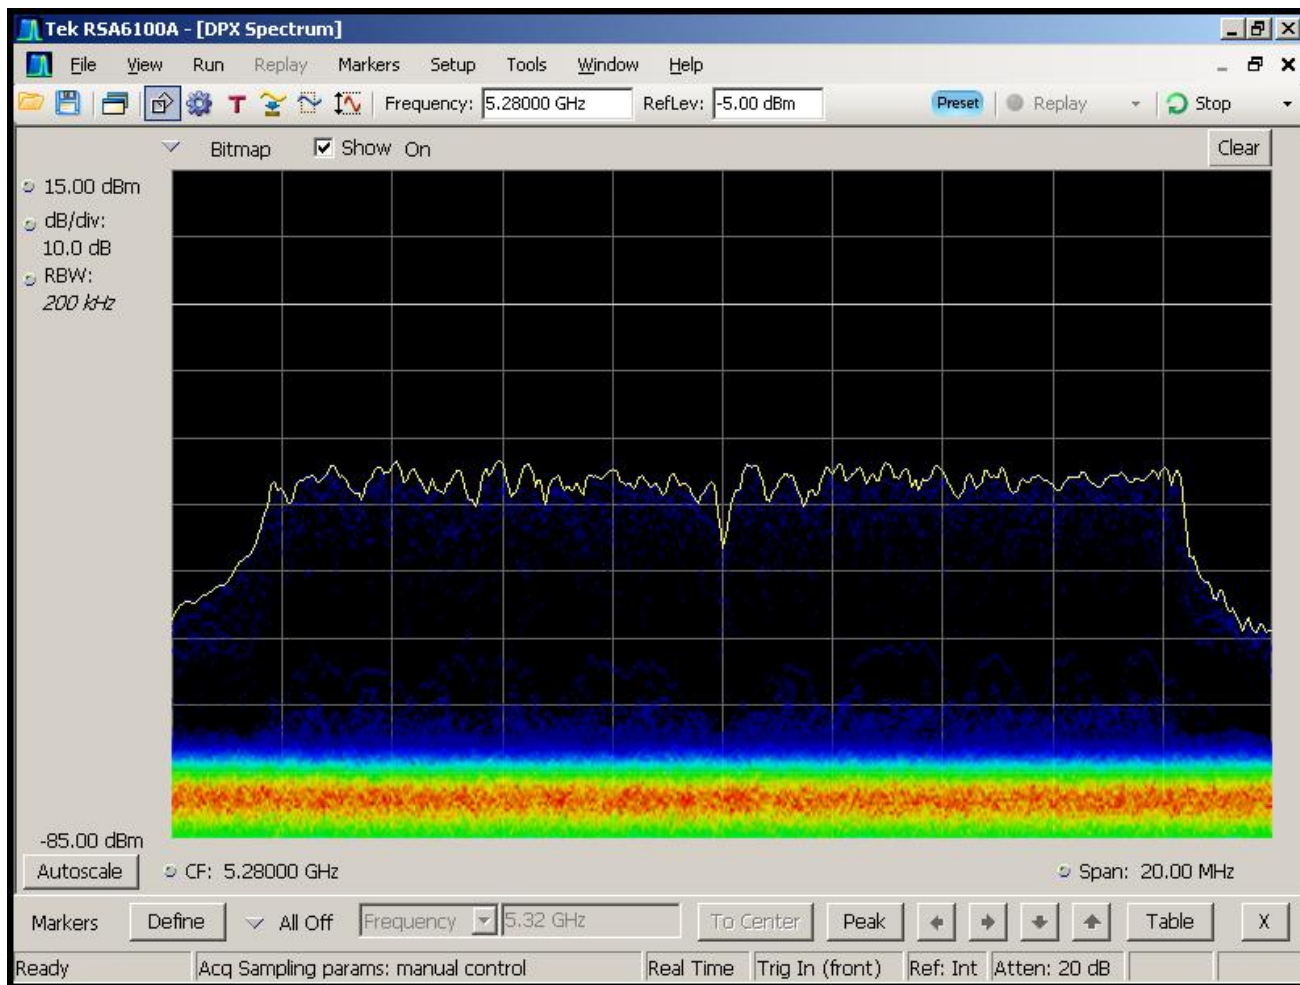 Tek RSA6100A - [DPX Spectrum]
File View Run Replay Markers Setup Tools Window Help
T Frequency: 5.28000 GHz RefLev: -5.00 dBm Preset Replay Stop
Bitmap Show On Clear
15.00 dBm
dB/div:
10.0 dB
RBW:
200 kHz
-85.00 dBm
Autoscale CF: 5.28000 GHz Span: 20.00 MHz
Markers Define All Off Frequency 5.32 GHz To Center Peak Table X
Ready Acq Sampling params: manual control Real Time Trig In (front) Ref: Int Atten: 20 dB